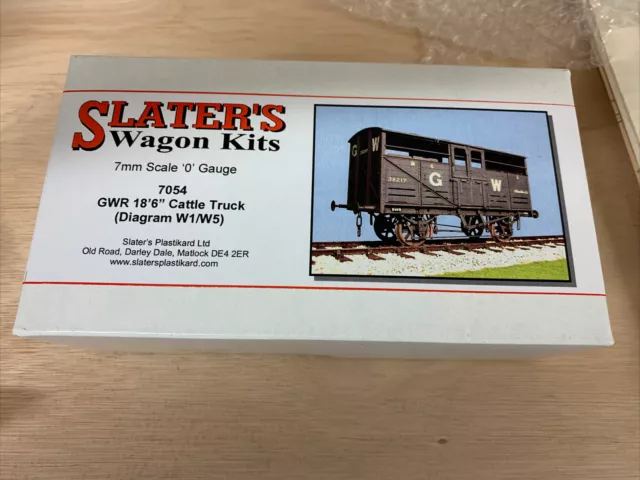 SLATER'S
Wagon Kits
7mm Scale '0' Gauge
7054
GWR 18'6" Cattle Truck
(Diagram W1/W5)
Slater's Plastikard Ltd
Old Road, Darley Dale, Matlock DE4 2ER
www.slatersplastikard.com
G W
38217 G W